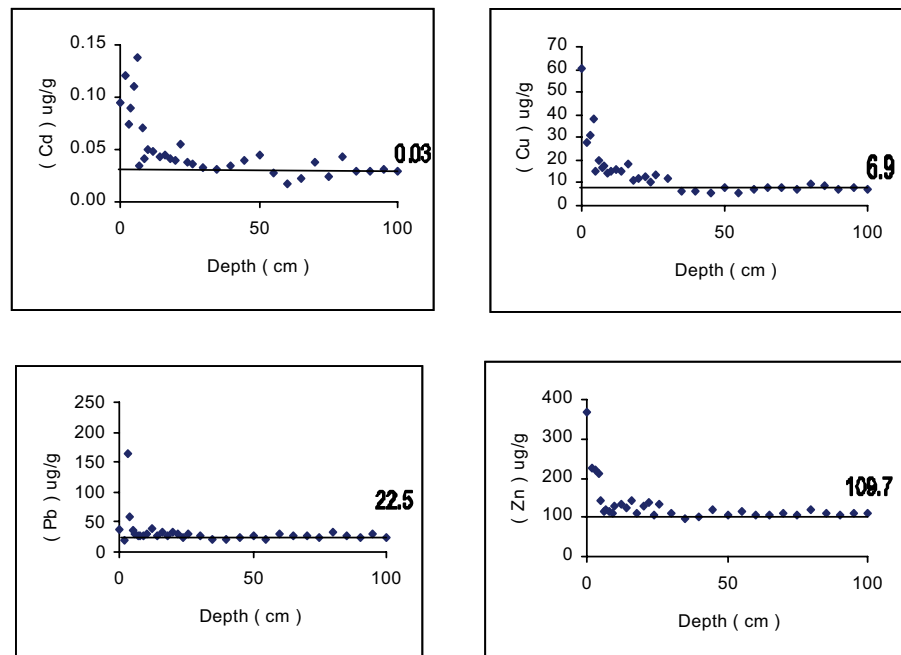 ( Cd ) ug/g
0.15
0.10
0.05
0.00
0.03
0 50 100
Depth ( cm )
( Cu ) ug/g
70
60
50
40
30
20
10
0
6.9
0 50 100
Depth ( cm )
( Pb ) ug/g
250
200
150
100
50
0
22.5
0 50 100
Depth ( cm )
( Zn ) ug/g
400
300
200
100
0
109.7
0 50 100
Depth ( cm )